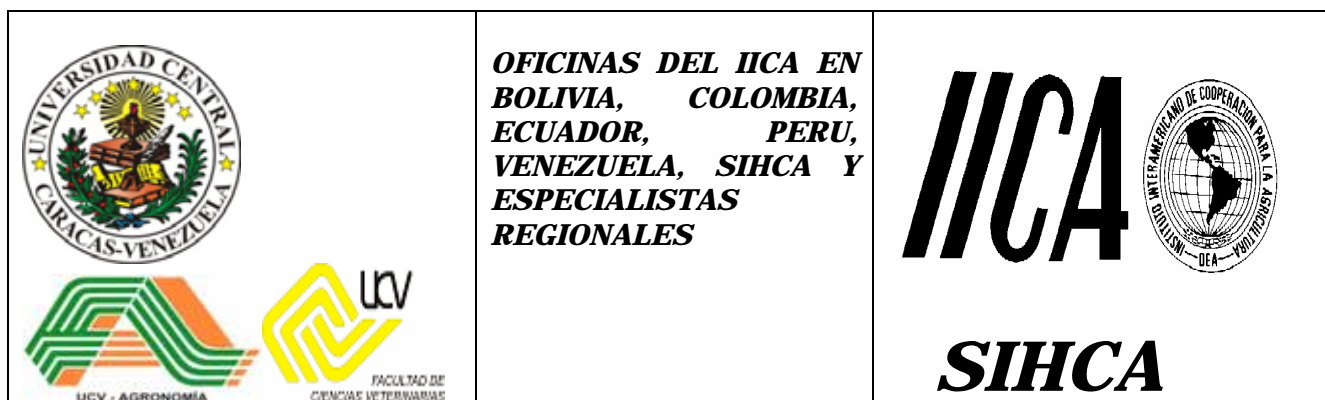 UNIVERSIDAD CENTRAL
CARACAS-VENEZUELA
UCV - AGRONOMÍA
UCV
FACULTAD DE
CIENCIAS VETERINARIAS
OFICINAS DEL IICA EN
BOLIVIA, COLOMBIA,
ECUADOR, PERU,
VENEZUELA, SIHCA Y
ESPECIALISTAS
REGIONALES
IICA
INSTITUTO INTERAMERICANO DE COOPERACION PARA LA AGRICULTURA
OEA
SIHCA